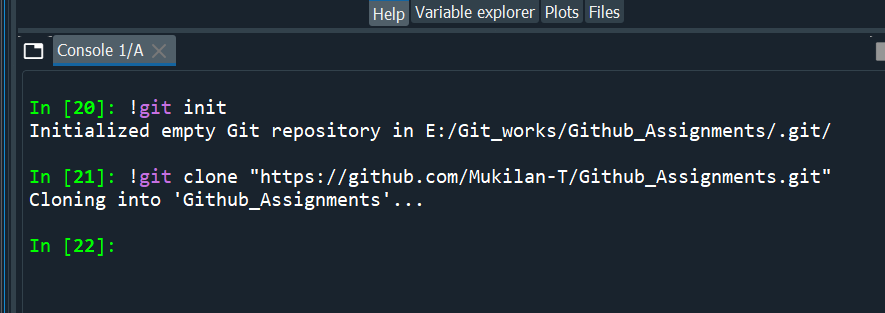 Help Variable explorer Plots Files
Console 1/A
In [20]: !git init
Initialized empty Git repository in E:/Git_works/Github_Assignments/.git/
In [21]: !git clone "https://github.com/Mukilan-T/Github_Assignments.git"
Cloning into 'Github_Assignments'...
In [22]: